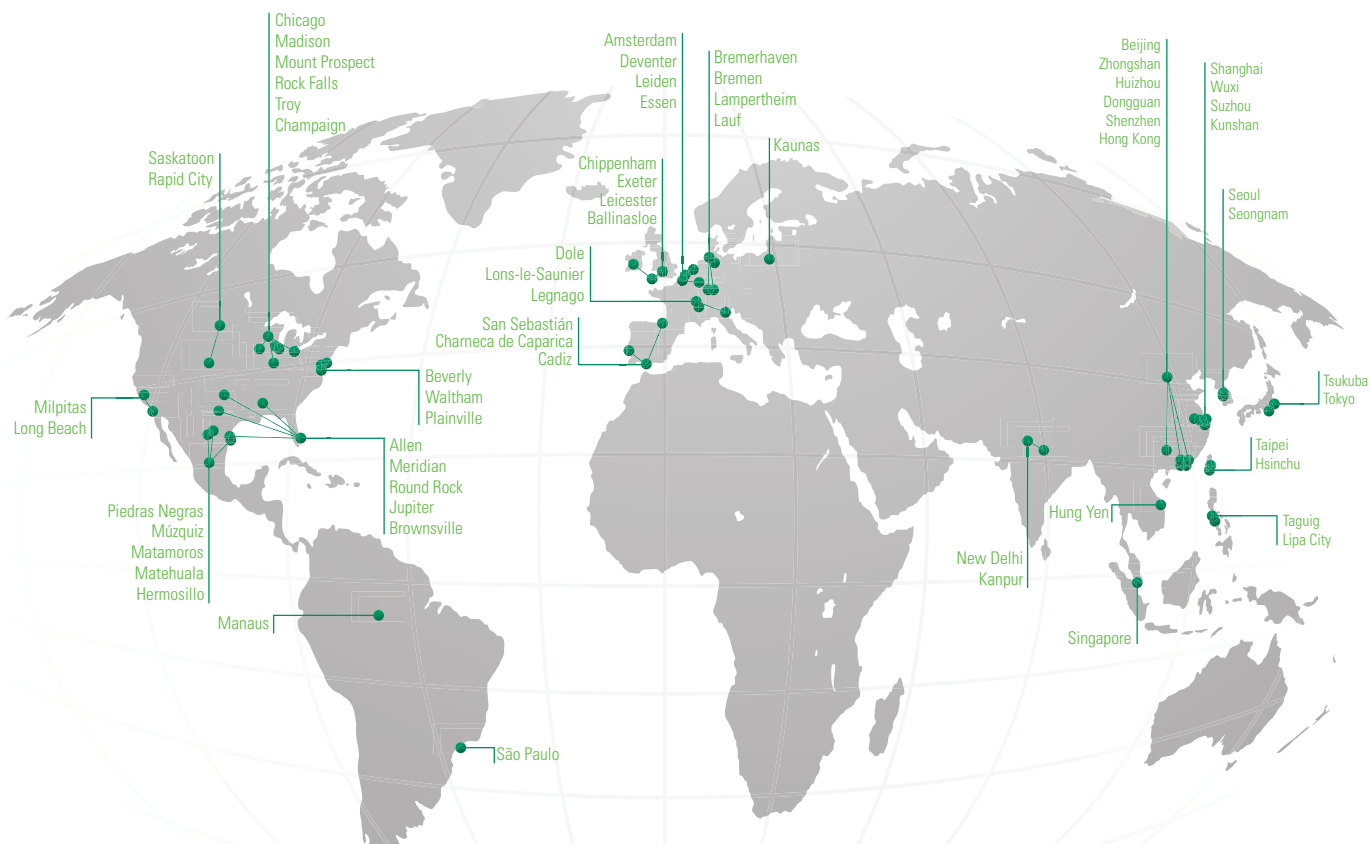 Chicago
Madison
Mount Prospect
Rock Falls
Troy
Champaign
Saskatoon
Rapid City
Amsterdam
Deventer
Leiden
Essen
Bremerhaven
Bremen
Lampertheim
Lauf
Kaunas
Chippenham
Exeter
Leicester
Ballinasloe
Dole
Lons-le-Saunier
Legnago
San Sebastián
Charneca de Caparica
Cadiz
Beijing
Zhongshan
Huizhou
Dongguan
Shenzhen
Hong Kong
Shanghai
Wuxi
Suzhou
Kunshan
Seoul
Seongnam
Tsukuba
Tokyo
Taipei
Hsinchu
Taguig
Lipa City
Hung Yen
New Delhi
Kanpur
Singapore
Milpitas
Long Beach
Beverly
Waltham
Plainville
Allen
Meridian
Round Rock
Jupiter
Brownsville
Piedras Negras
Múzquiz
Matamoros
Matehuala
Hermosillo
Manaus
São Paulo